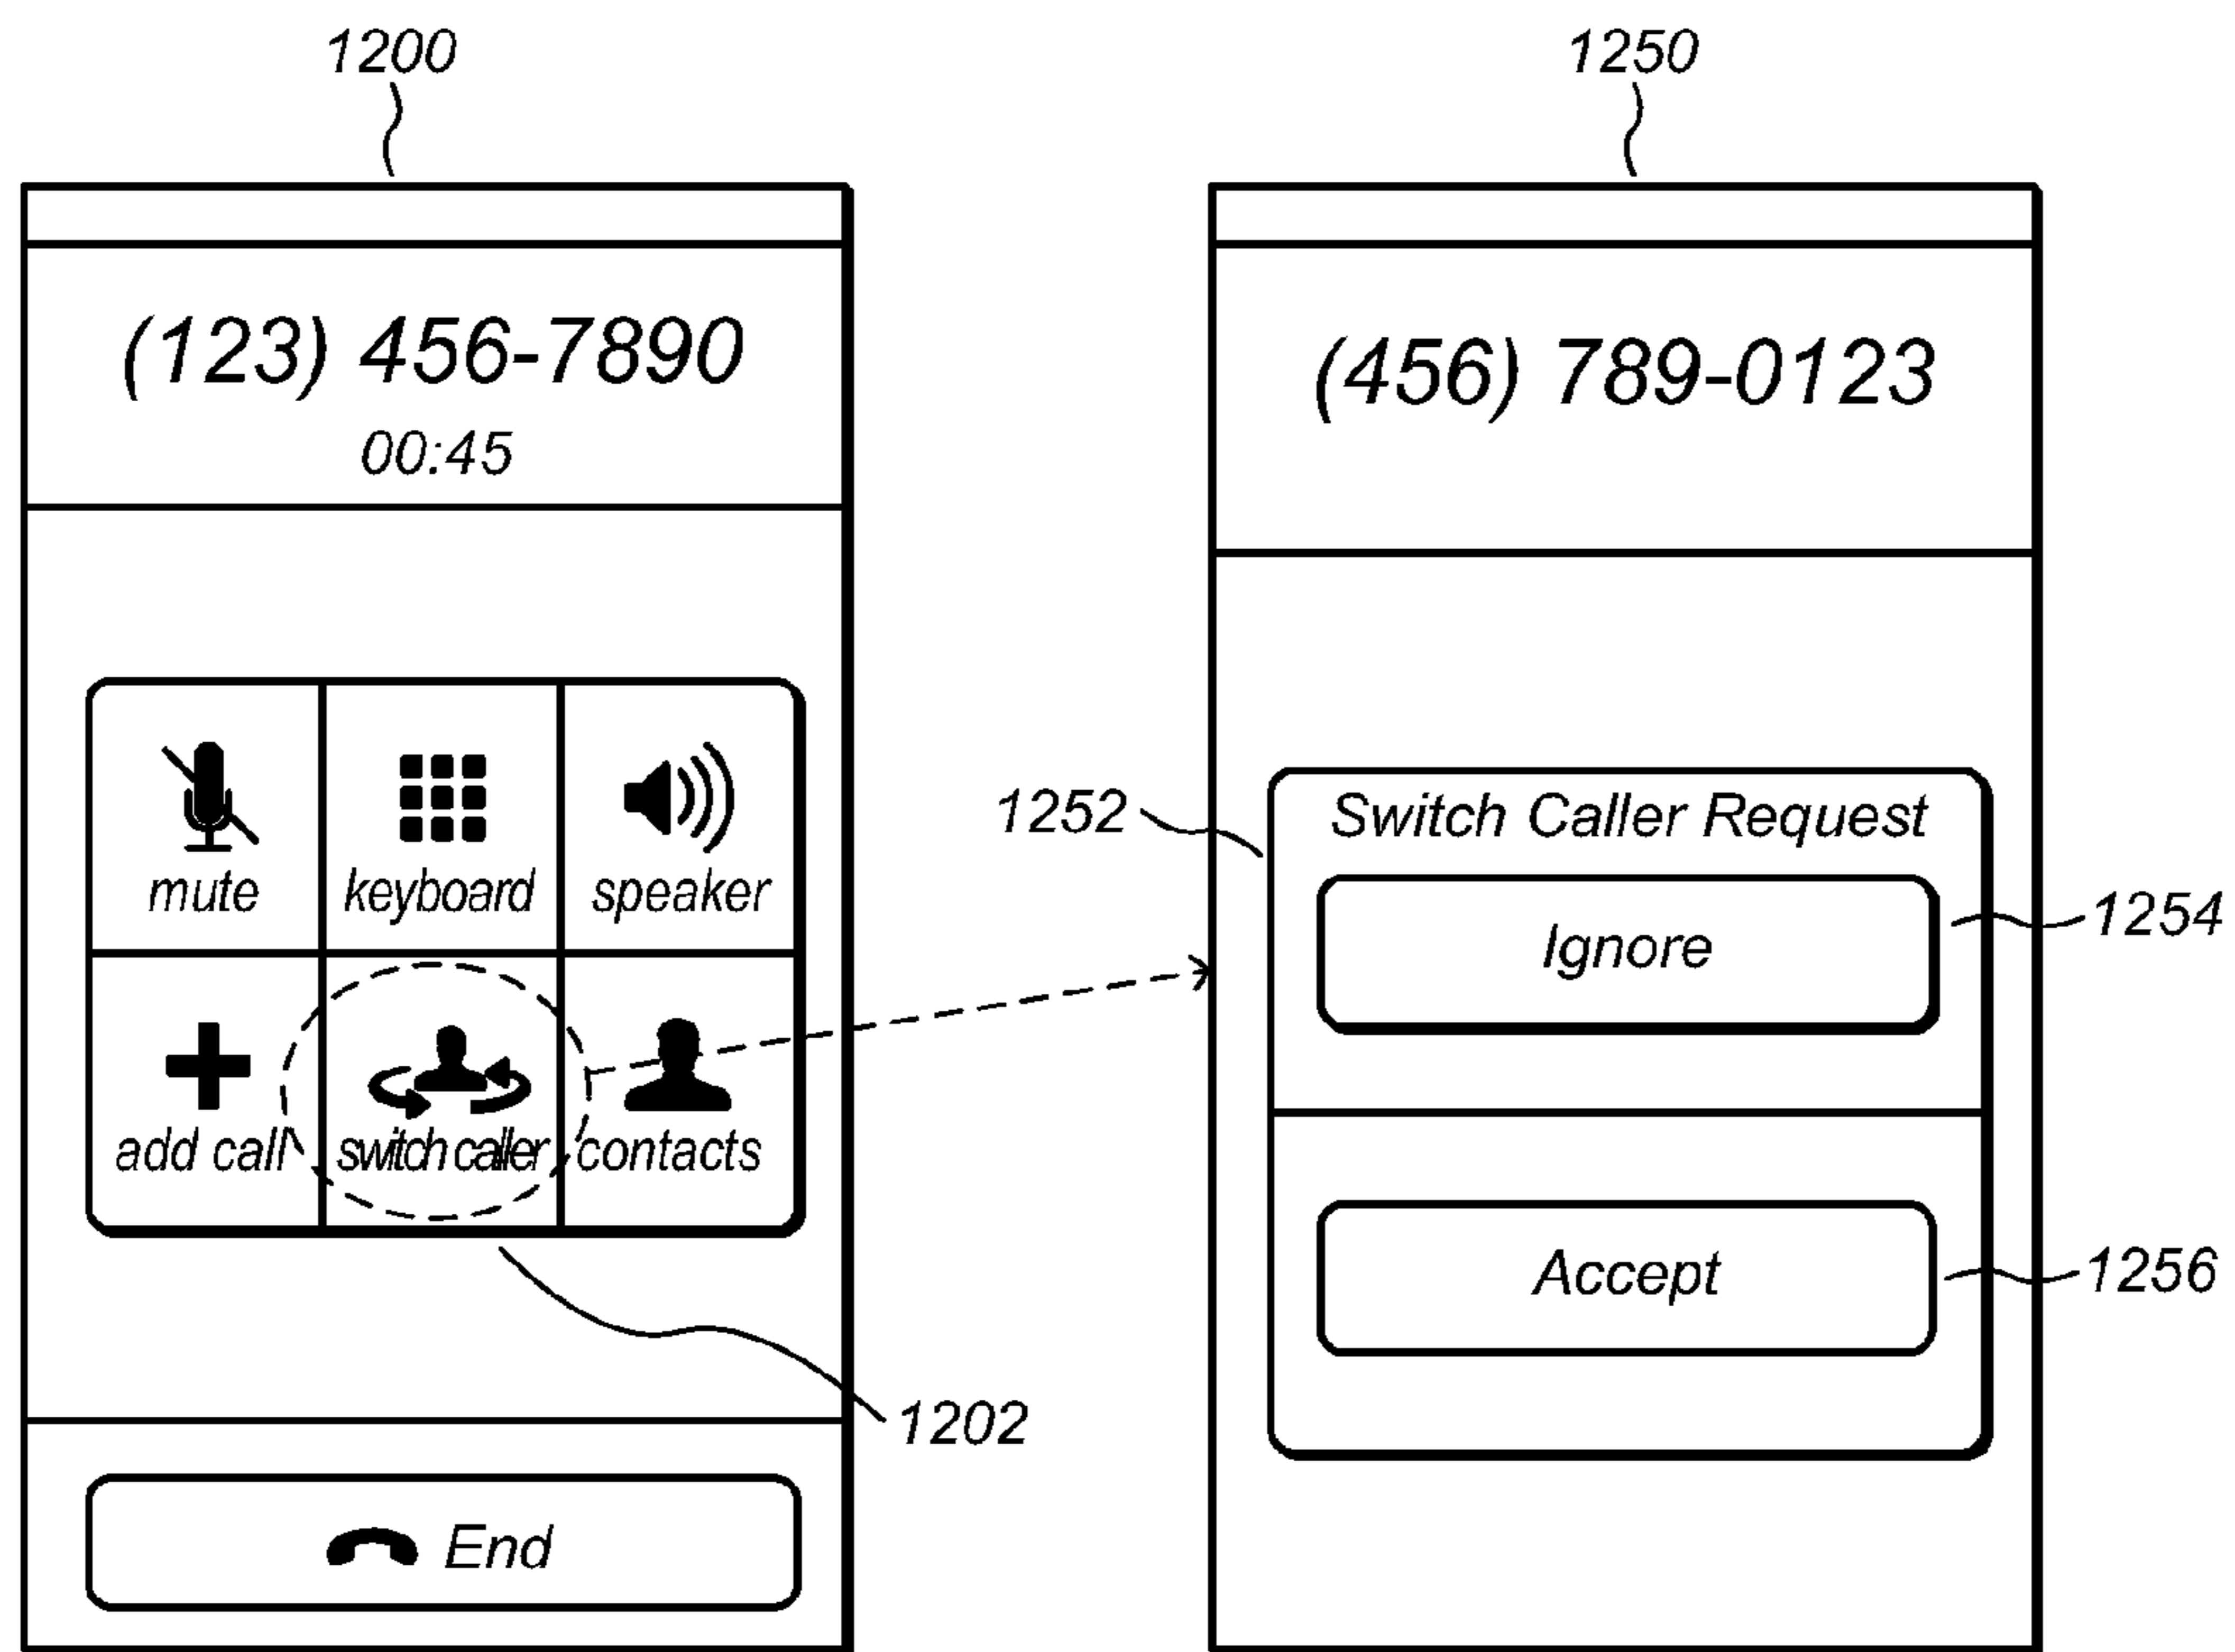 1200
1250
(123) 456-7890
00:45
(456) 789-0123
mute
keyboard
speaker
add call
switch caller
contacts
End
1202
1252
Switch Caller Request
Ignore
1254
Accept
1256